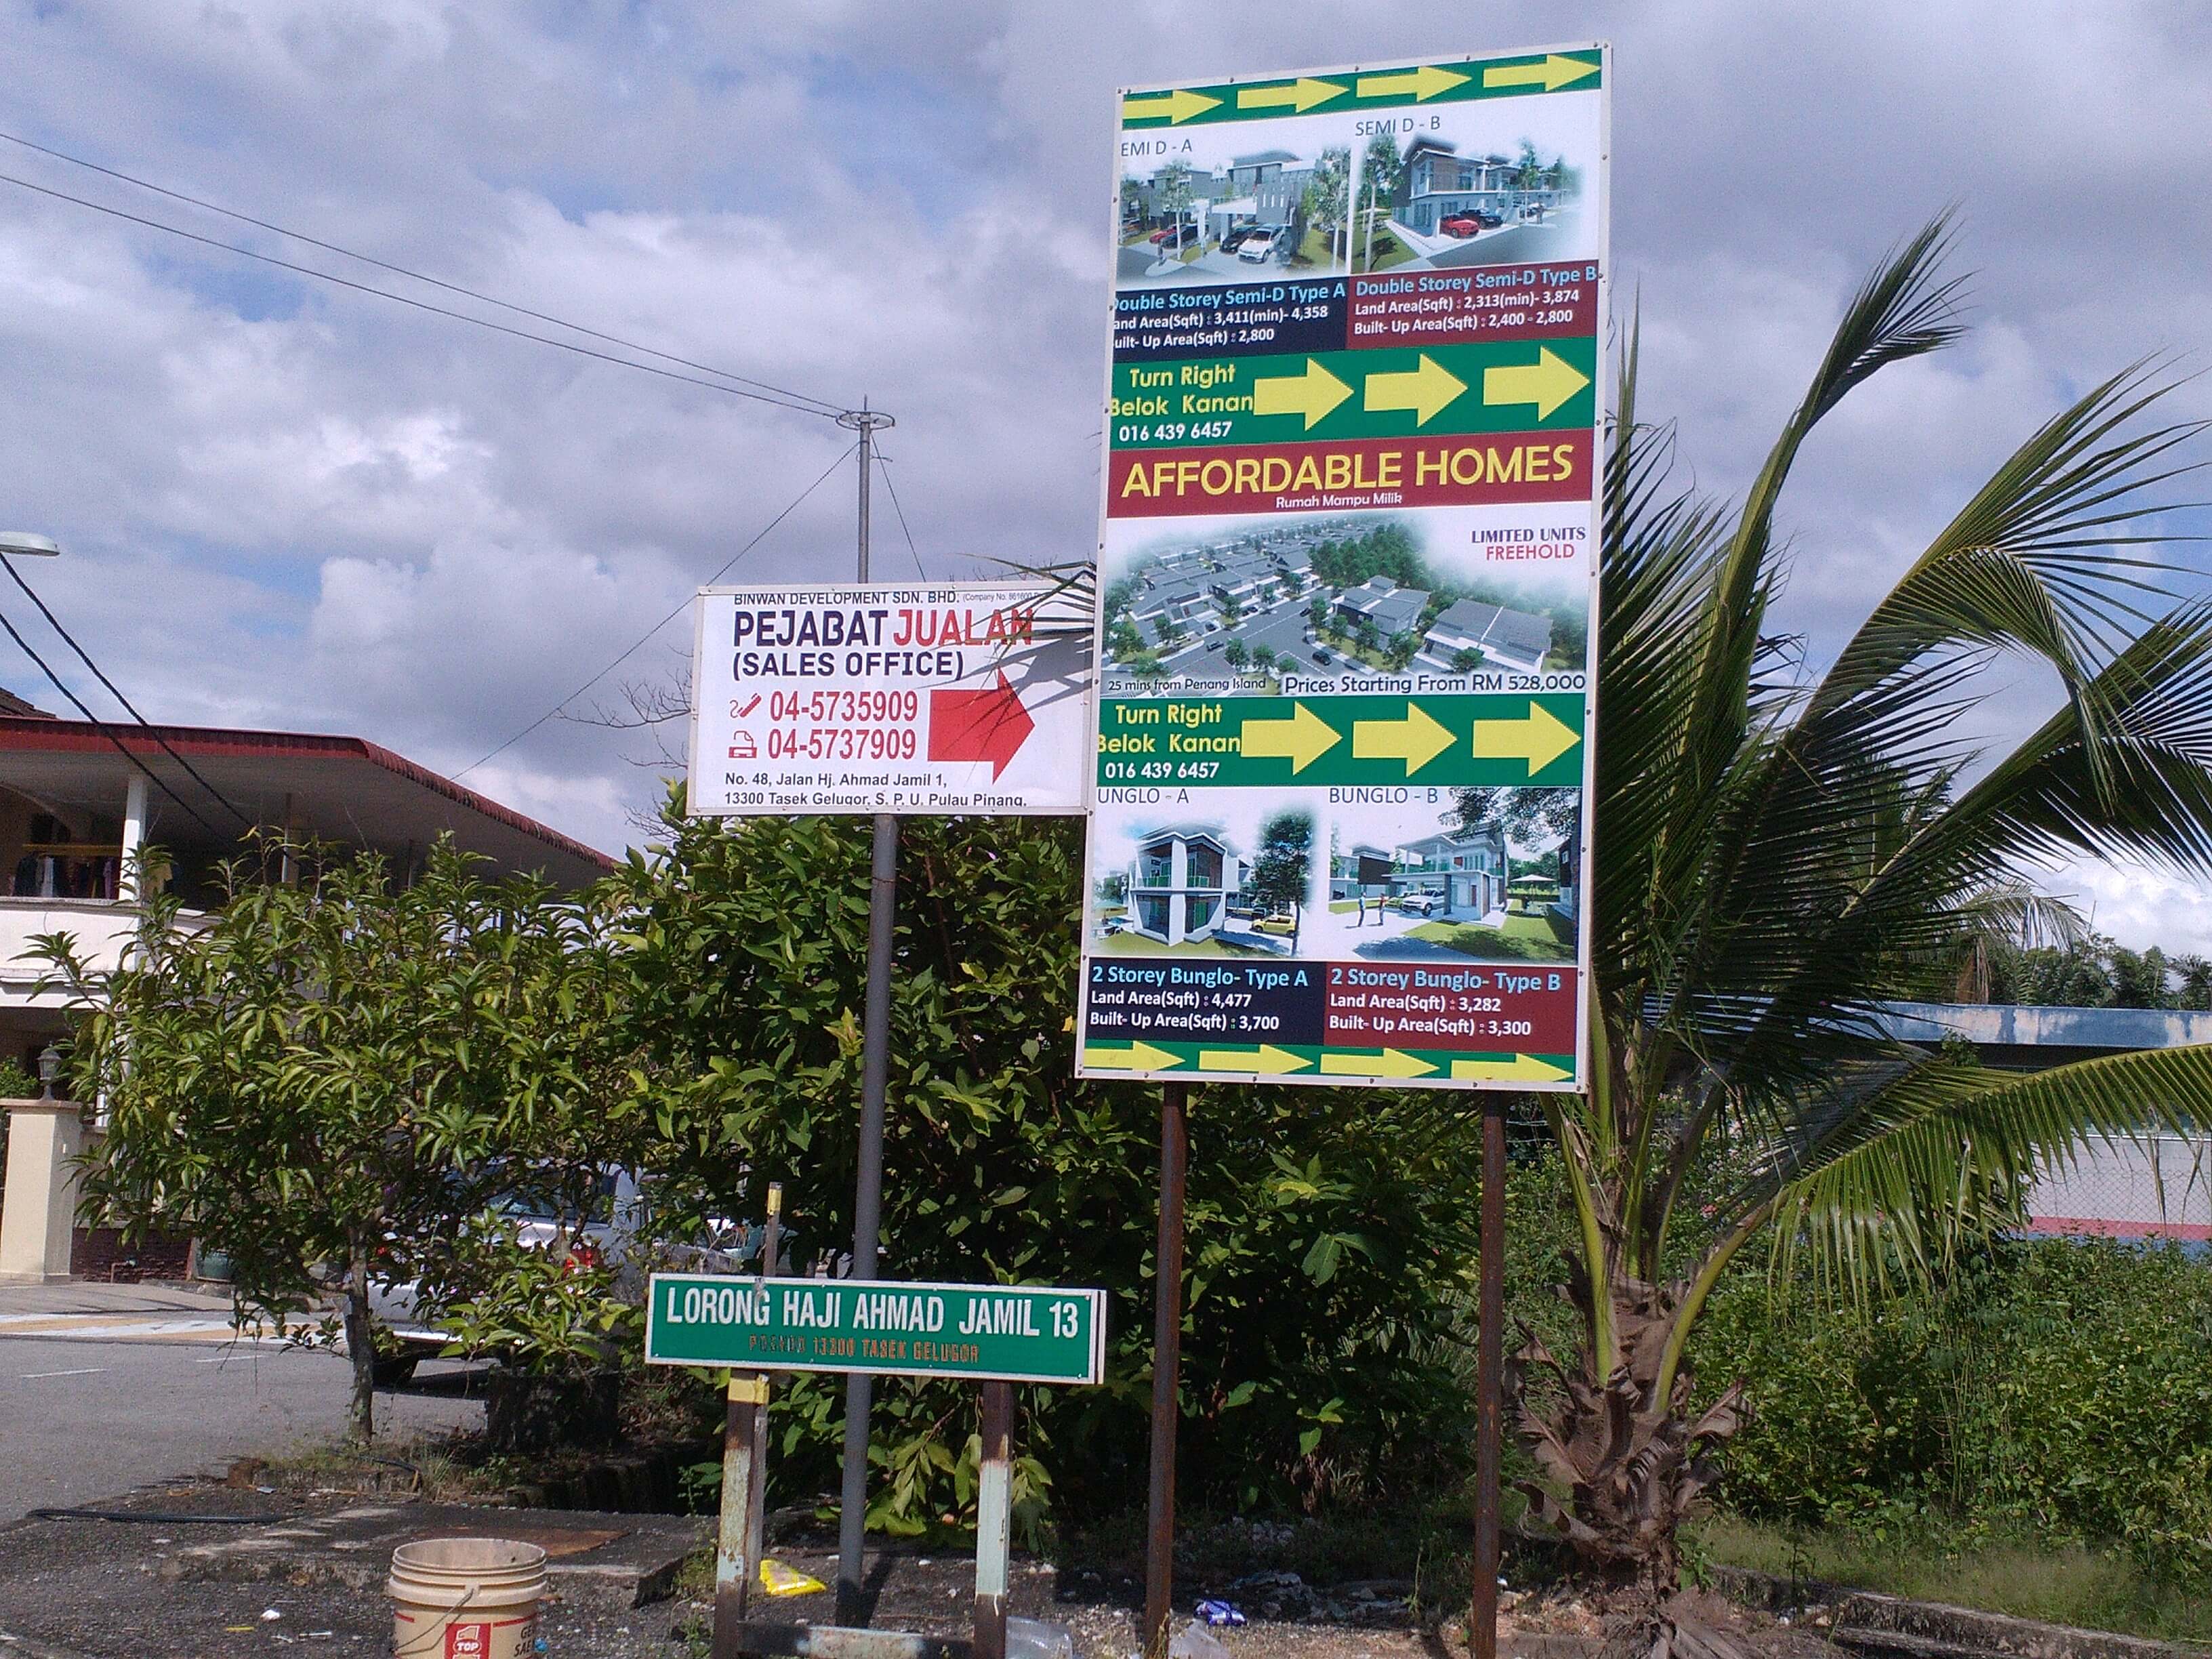 BINWAN DEVELOPMENT SDN. BHD. (Company No.
PEJABAT JUALAN
(SALES OFFICE)
04-5735909
04-5737909
No. 48, Jalan Hj. Ahmad Jamil 1,
13300 Tasek Gelugor, S. P. U. Pulau Pinang.
EMI D - A
SEMI D - B
Double Storey Semi-D Type A
and Area(Sqft) : 3,411(min)- 4,358
uilt- Up Area(Sqft) : 2,800
Double Storey Semi-D Type B
Land Area(Sqft) : 2,313(min)- 3,874
Built- Up Area(Sqft) : 2,400 - 2,800
Turn Right
Belok Kanan
016 439 6457
AFFORDABLE HOMES
Rumah Mampu Milik
LIMITED UNITS
FREEHOLD
25 mins from Penang Island
Prices Starting From RM 528,000
Turn Right
Belok Kanan
016 439 6457
UNGLO - A
BUNGLO - B
2 Storey Bunglo- Type A
Land Area(Sqft) : 4,477
Built- Up Area(Sqft) : 3,700
2 Storey Bunglo- Type B
Land Area(Sqft) : 3,282
Built- Up Area(Sqft) : 3,300
LORONG HAJI AHMAD JAMIL 13
13300 TASEK GELUGOR
TOP 1